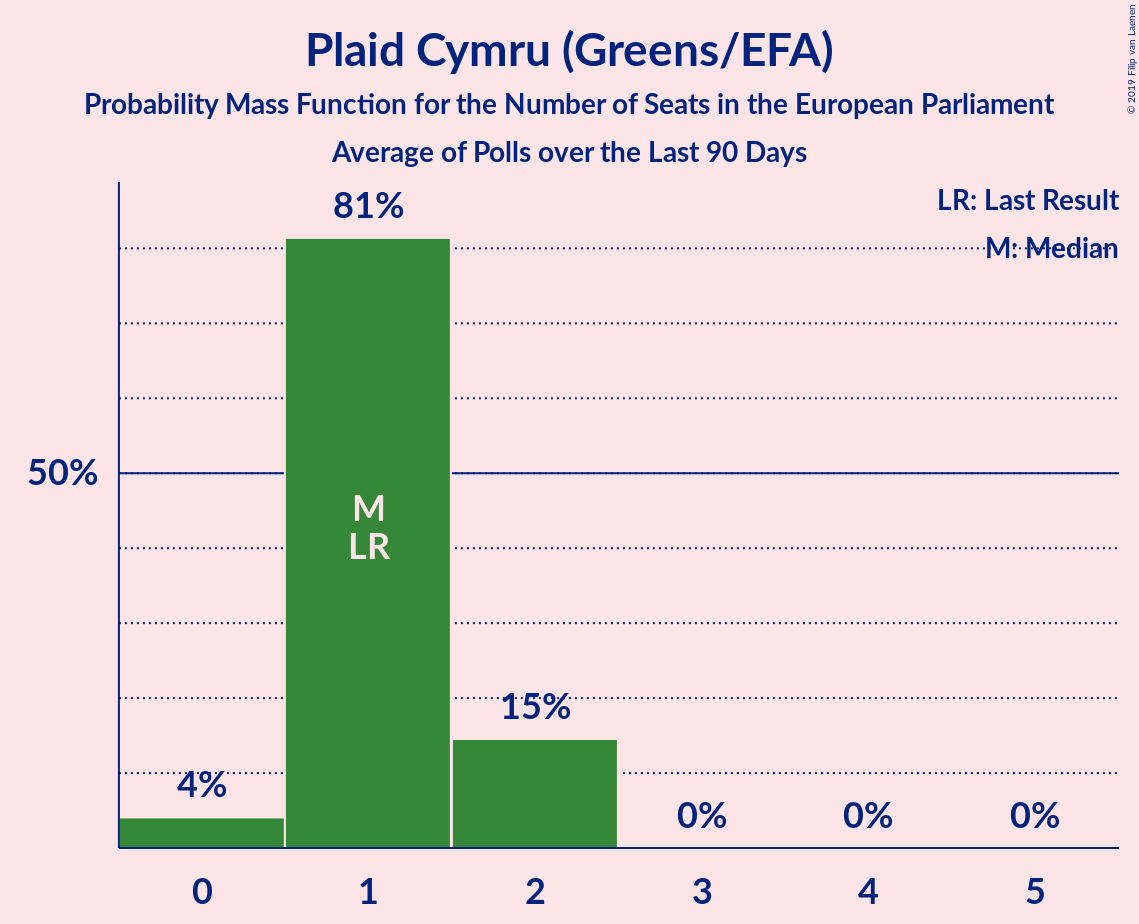 Plaid Cymru (Greens/EFA)
Probability Mass Function for the Number of Seats in the European Parliament
Average of Polls over the Last 90 Days
© 2019 Filip van Laenen
LR: Last Result
M: Median
81%
50%
M
LR
15%
4%
0%
0%
0%
0
1
2
3
4
5